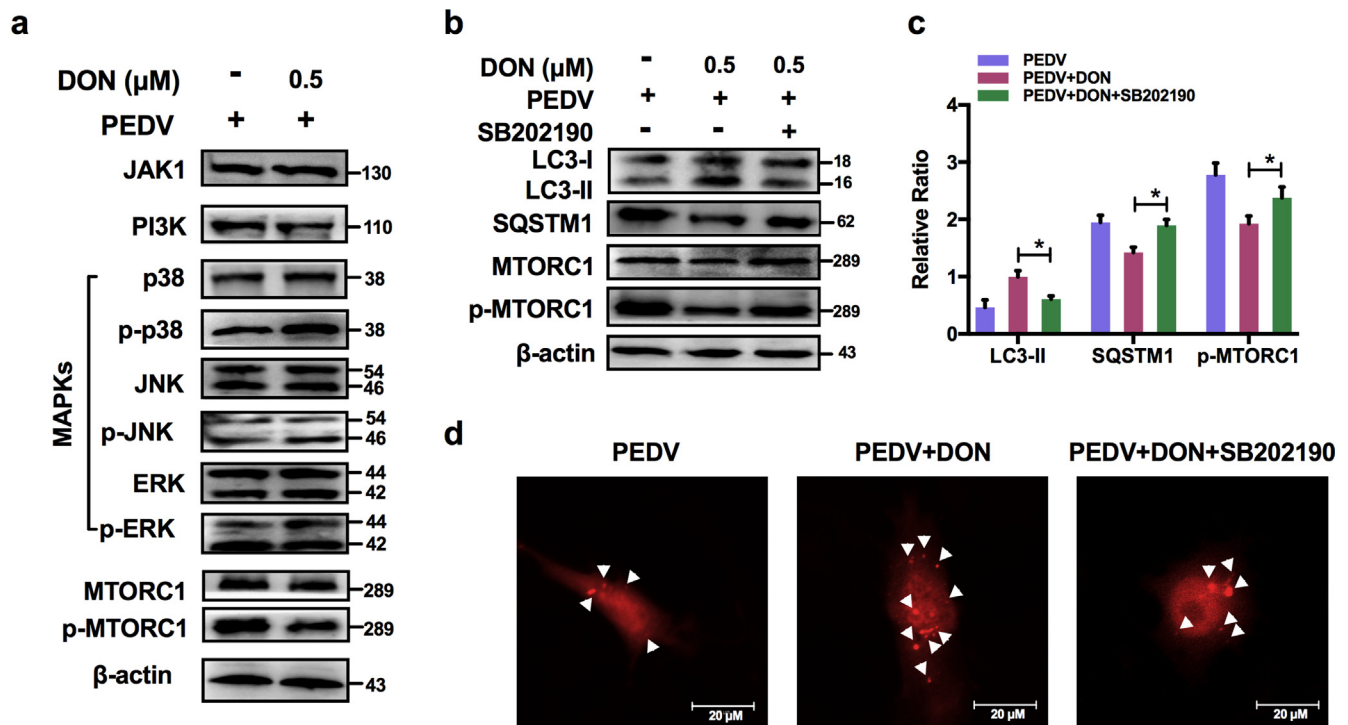 a
DON (μM) - 0.5
PEDV + +
JAK1 130
PI3K 110
MAPKs
p38 38
p-p38 38
JNK 54
46
p-JNK 54
46
ERK 44
42
p-ERK 44
42
MTORC1 289
p-MTORC1 289
β-actin 43
b
DON (μM) - 0.5 0.5
PEDV + + +
SB202190 - - +
LC3-I 18
LC3-II 16
SQSTM1 62
MTORC1 289
p-MTORC1 289
β-actin 43
c
PEDV
PEDV+DON
PEDV+DON+SB202190
Relative Ratio
4
3
2
1
0
* * *
LC3-II SQSTM1 p-MTORC1
d
PEDV PEDV+DON PEDV+DON+SB202190
20 μM 20 μM 20 μM